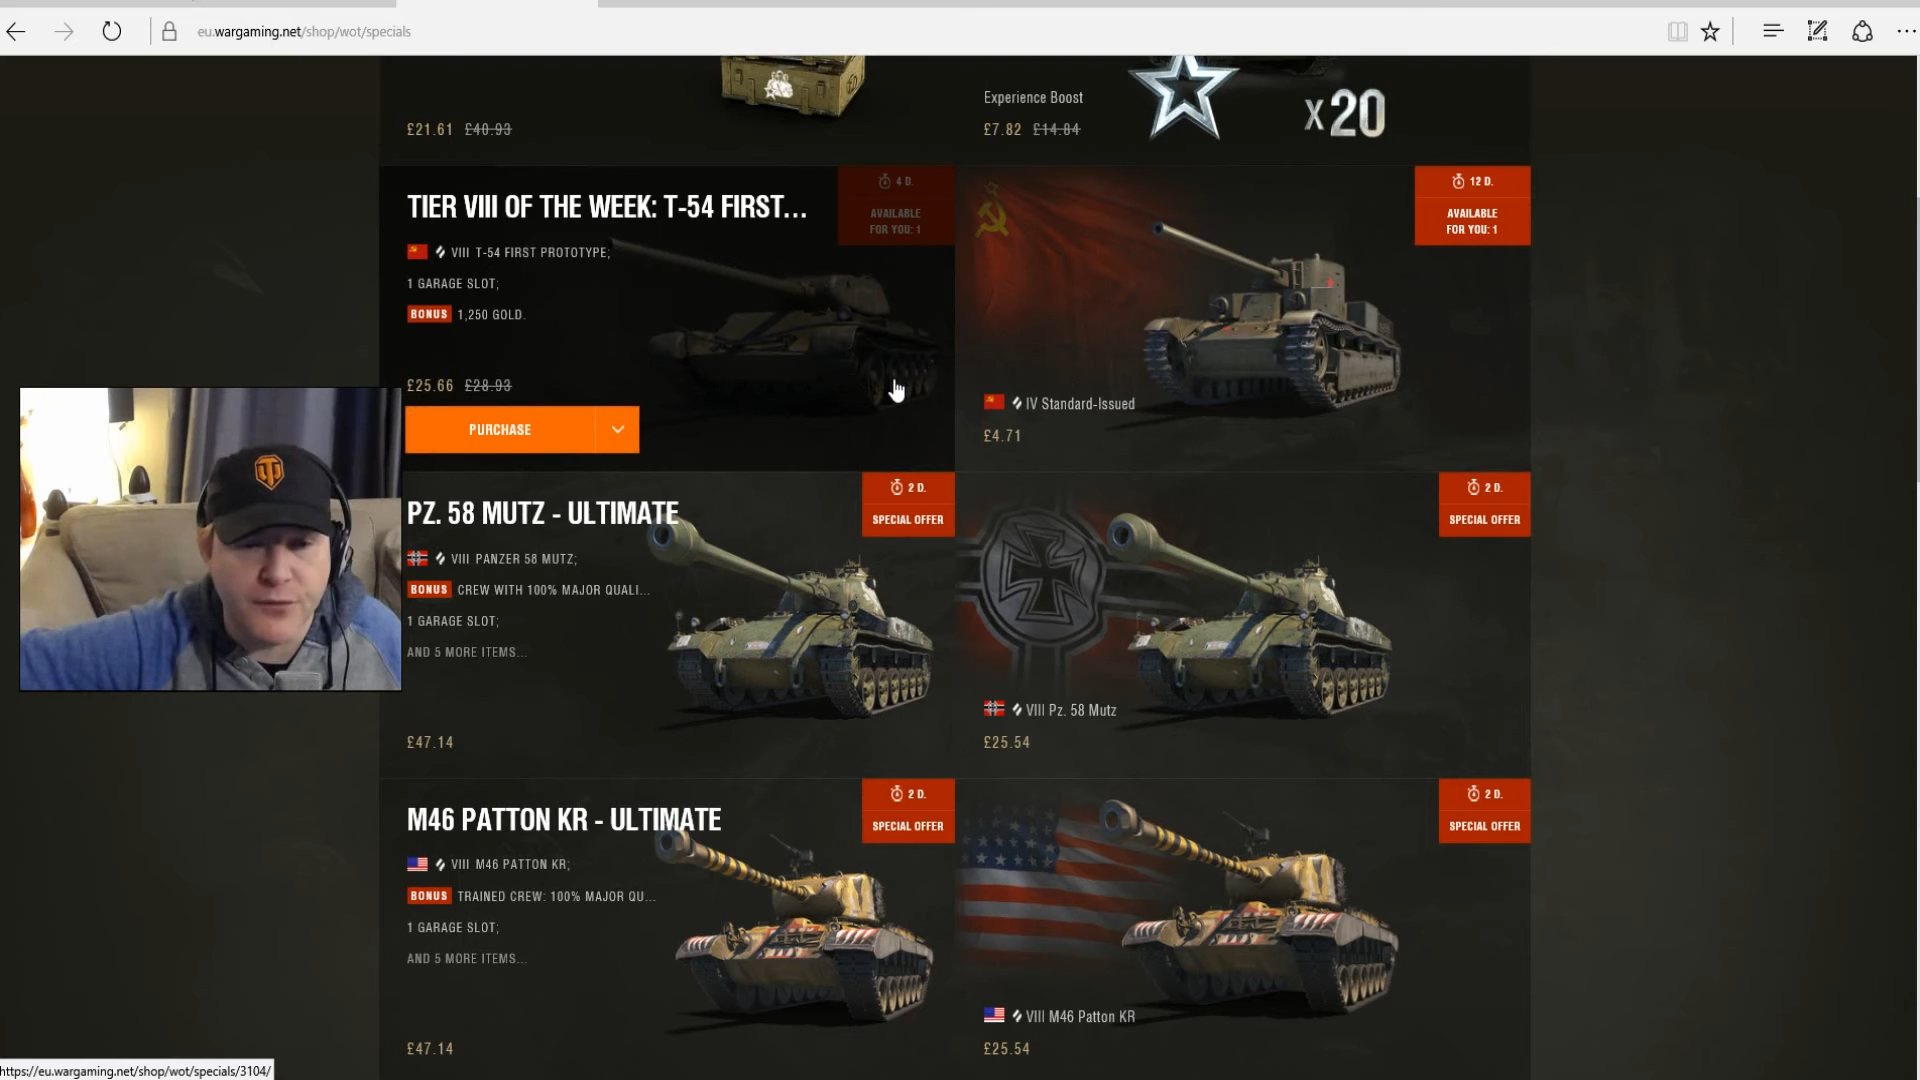 eu.wargaming.net/shop/wot/specials
£21.61 £40.93
Experience Boost
£7.82 £14.84
x20
TIER VIII OF THE WEEK: T-54 FIRST...
4 D.
AVAILABLE
FOR YOU: 1
VIII T-54 FIRST PROTOTYPE;
1 GARAGE SLOT;
BONUS 1,250 GOLD.
£25.66 £28.93
PURCHASE
12 D.
AVAILABLE
FOR YOU: 1
IV Standard-Issued
£4.71
PZ. 58 MUTZ - ULTIMATE
2 D.
SPECIAL OFFER
VIII PANZER 58 MUTZ;
BONUS CREW WITH 100% MAJOR QUALI...
1 GARAGE SLOT;
AND 5 MORE ITEMS...
£47.14
2 D.
SPECIAL OFFER
VIII Pz. 58 Mutz
£25.54
M46 PATTON KR - ULTIMATE
2 D.
SPECIAL OFFER
VIII M46 PATTON KR;
BONUS TRAINED CREW: 100% MAJOR QU...
1 GARAGE SLOT;
AND 5 MORE ITEMS...
£47.14
2 D.
SPECIAL OFFER
VIII M46 Patton KR
£25.54
https://eu.wargaming.net/shop/wot/specials/3104/